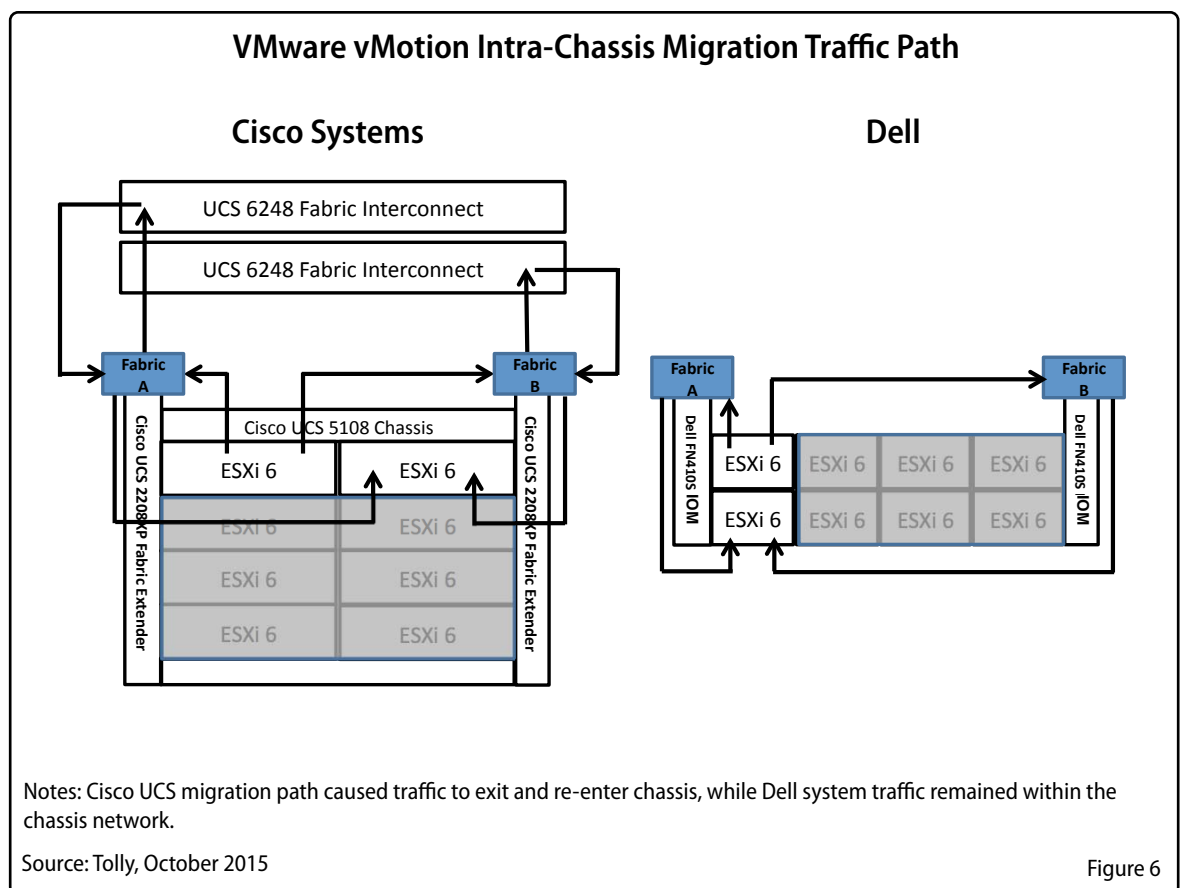 VMware vMotion Intra-Chassis Migration Traffic Path
Cisco Systems
Dell
UCS 6248 Fabric Interconnect
UCS 6248 Fabric Interconnect
Fabric
A
Fabric
B
Cisco UCS 2208XP Fabric Extender
Cisco UCS 5108 Chassis
Cisco UCS 2208XP Fabric Extender
ESXi 6
ESXi 6
ESXi 6
ESXi 6
ESXi 6
ESXi 6
ESXi 6
ESXi 6
Fabric
A
Fabric
B
Dell FN410S IOM
Dell FN410S IOM
ESXi 6
ESXi 6
ESXi 6
ESXi 6
ESXi 6
ESXi 6
ESXi 6
ESXi 6
Notes: Cisco UCS migration path caused traffic to exit and re-enter chassis, while Dell system traffic remained within the
chassis network.
Source: Tolly, October 2015
Figure 6